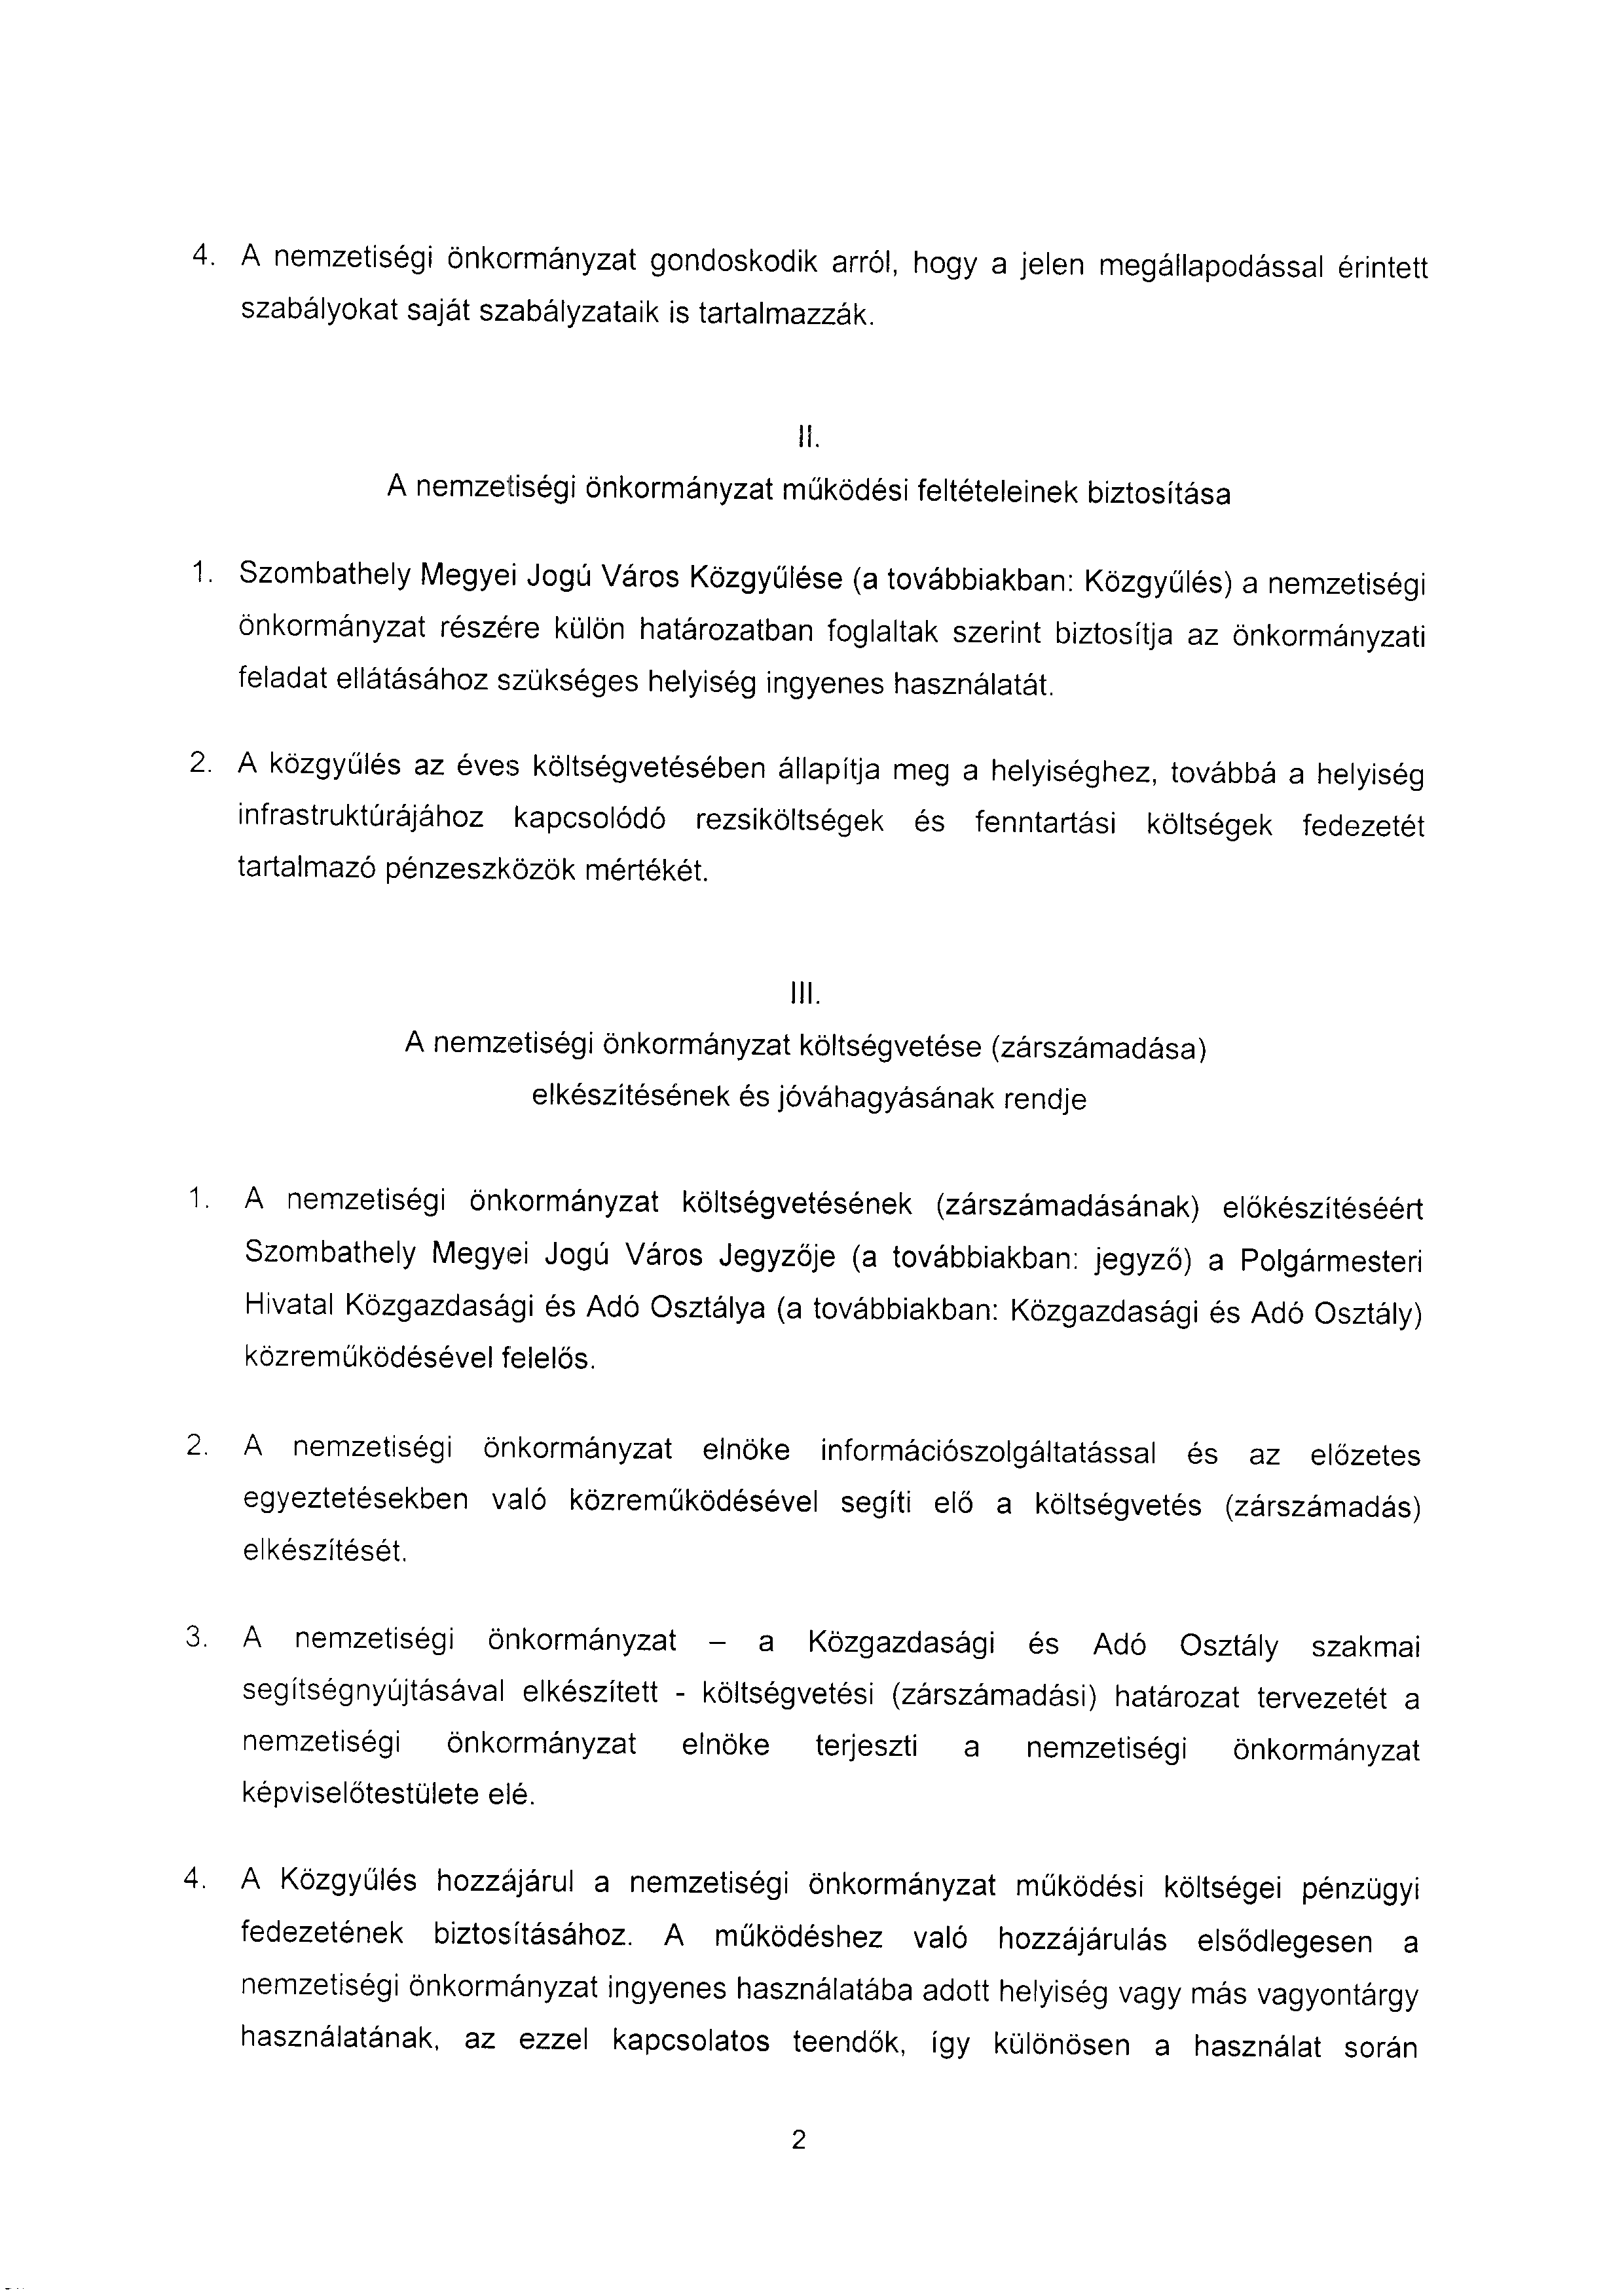 4. A nemzetiségi önkormányzat gondoskodik arról, hogy a jelen megállapodással érintett
szabályokat saját szabályzataik is tartalmazzák.
II.
A nemzetiségi önkormányzat működési feltételeinek biztosítása
1. Szombathely Megyei Jogú Város Közgyűlése (a továbbiakban: Közgyűlés) a nemzetiségi
önkormányzat részére külön határozatban foglaltak szerint biztosítja az önkormányzati
feladat ellátásához szükséges helyiség ingyenes használatát.
2. A közgyűlés az éves költségvetésében állapítja meg a helyiséghez, továbbá a helyiség
infrastruktúrájához kapcsolódó rezsiköltségek és fenntartási költségek fedezetét
tartalmazó pénzeszközök mértékét.
III.
A nemzetiségi önkormányzat költségvetése (zárszámadása)
elkészítésének és jóváhagyásának rendje
1. A nemzetiségi önkormányzat költségvetésének (zárszámadásának) előkészítéséért
Szombathely Megyei Jogú Város Jegyzője (a továbbiakban: jegyző) a Polgármesteri
Hivatal Közgazdasági és Adó Osztálya (a továbbiakban: Közgazdasági és Adó Osztály)
közreműködésével felelős.
2. A nemzetiségi önkormányzat elnöke információszolgáltatással és az előzetes
egyeztetésekben való közreműködésével segíti elő a költségvetés (zárszámadás)
elkészítését.
3. A nemzetiségi önkormányzat – a Közgazdasági és Adó Osztály szakmai
segítségnyújtásával elkészített - költségvetési (zárszámadási) határozat tervezetét a
nemzetiségi önkormányzat elnöke terjeszti a nemzetiségi önkormányzat
képviselőtestülete elé.
4. A Közgyűlés hozzájárul a nemzetiségi önkormányzat működési költségei pénzügyi
fedezetének biztosításához. A működéshez való hozzájárulás elsődlegesen a
nemzetiségi önkormányzat ingyenes használatába adott helyiség vagy más vagyontárgy
használatának, az ezzel kapcsolatos teendők, így különösen a használat során
2